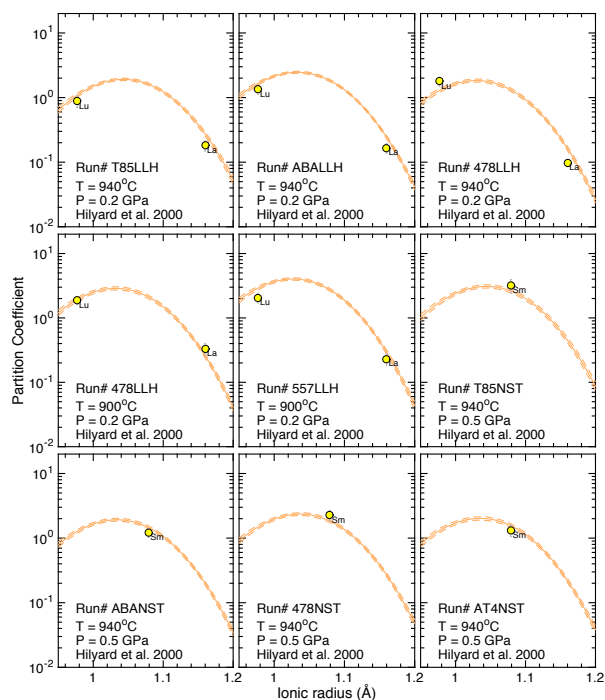 Partition Coefficient
10¹
10⁰
10⁻¹
10⁻²
Lu
La
Run# T85LLH
T = 940°C
P = 0.2 GPa
Hilyard et al. 2000
Lu
La
Run# ABALLH
T = 940°C
P = 0.2 GPa
Hilyard et al. 2000
Lu
La
Run# 478LLH
T = 940°C
P = 0.2 GPa
Hilyard et al. 2000
10¹
10⁰
10⁻¹
10⁻²
Lu
La
Run# 478LLH
T = 900°C
P = 0.2 GPa
Hilyard et al. 2000
Lu
La
Run# 557LLH
T = 900°C
P = 0.2 GPa
Hilyard et al. 2000
Sm
Run# T85NST
T = 940°C
P = 0.5 GPa
Hilyard et al. 2000
10¹
10⁰
10⁻¹
10⁻²
Sm
Run# ABANST
T = 940°C
P = 0.5 GPa
Hilyard et al. 2000
Sm
Run# 478NST
T = 940°C
P = 0.5 GPa
Hilyard et al. 2000
Sm
Run# AT4NST
T = 940°C
P = 0.5 GPa
Hilyard et al. 2000
1 1.1 1.2 1 1.1 1.2 1 1.1 1.2
Ionic radius (Å)